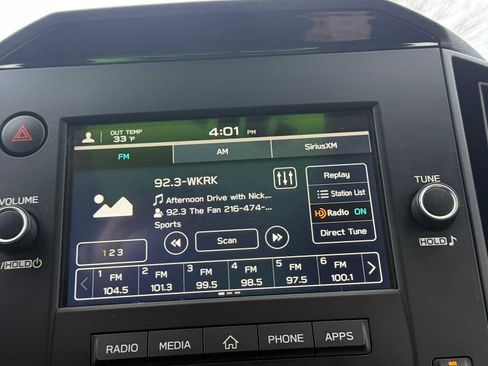 OUT TEMP
33°F
4:01 PM
FM
AM
SiriusXM
92.3-WKRK
Afternoon Drive with Nick...
92.3 The Fan 216-474-...
Sports
Replay
Station List
HD Radio ON
Direct Tune
Scan
1 2 3
1 FM 104.5
2 FM 101.3
3 FM 99.5
4 FM 98.5
5 FM 97.5
6 FM 100.1
VOLUME
/HOLD
TUNE
HOLD
RADIO
MEDIA
PHONE
APPS